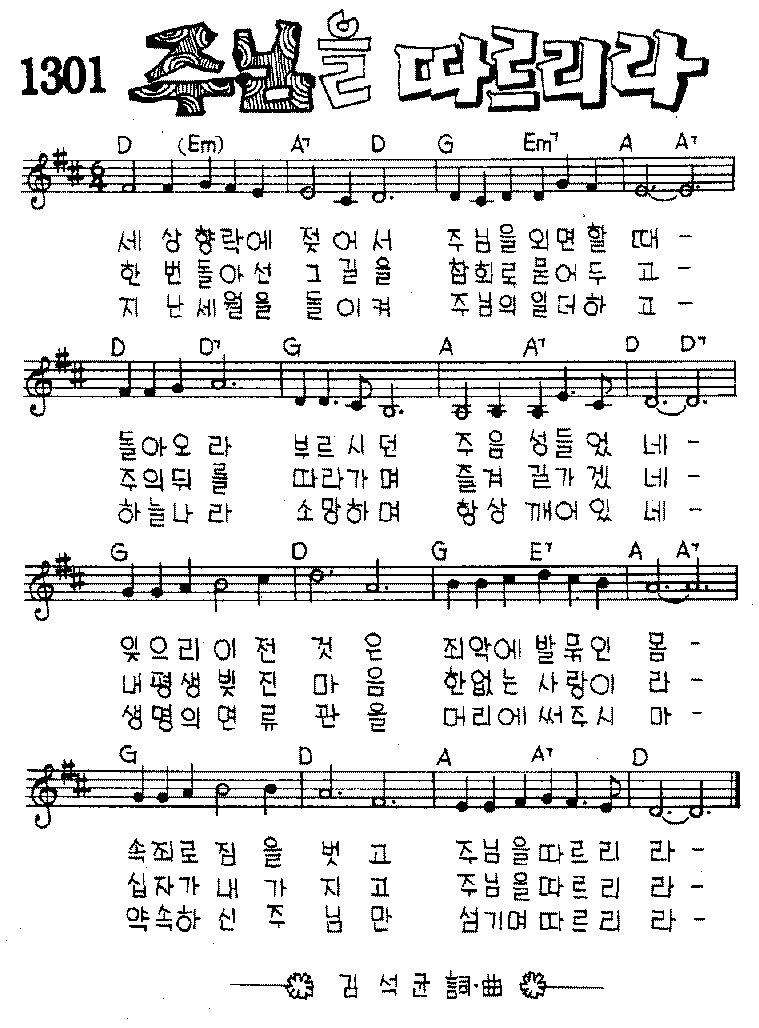 1301 주님을 따르리라
D (Em) A7 D G Em7 A A7
6/4
세 상 향락에 젖어서 주님을 외면할 때 -
한 번 돌아선 그 길을 참회로 묻어두 고 -
지 난 세월을 돌이켜 주님의 일 더하 고 -
D D7 G A A7 D D7
돌아오라 부르시던 주음성들었 네 -
주의뒤를 따라가며 즐겨 길가겠 네 -
하늘나라 소망하며 항상 깨어있 네 -
G D G E7 A A7
잊으리 이 전 것 은 죄악에 발묶인 몸 -
내평생 빚 진 마 음 한없는 사랑이 라 -
생명의 면 류 관 을 머리에 써주시 마 -
G D A A7 D
속죄로 짐 을 벗 고 주님을따르리 라 -
십자가 내 가 지 고 주님을따르리 라 -
약속하 신 주 님 만 섬기며따르리 라 -
김 석 균 詞·曲